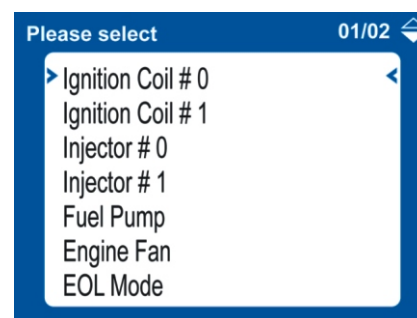 Please select 01/02
> Ignition Coil # 0 <
Ignition Coil # 1
Injector # 0
Injector # 1
Fuel Pump
Engine Fan
EOL Mode